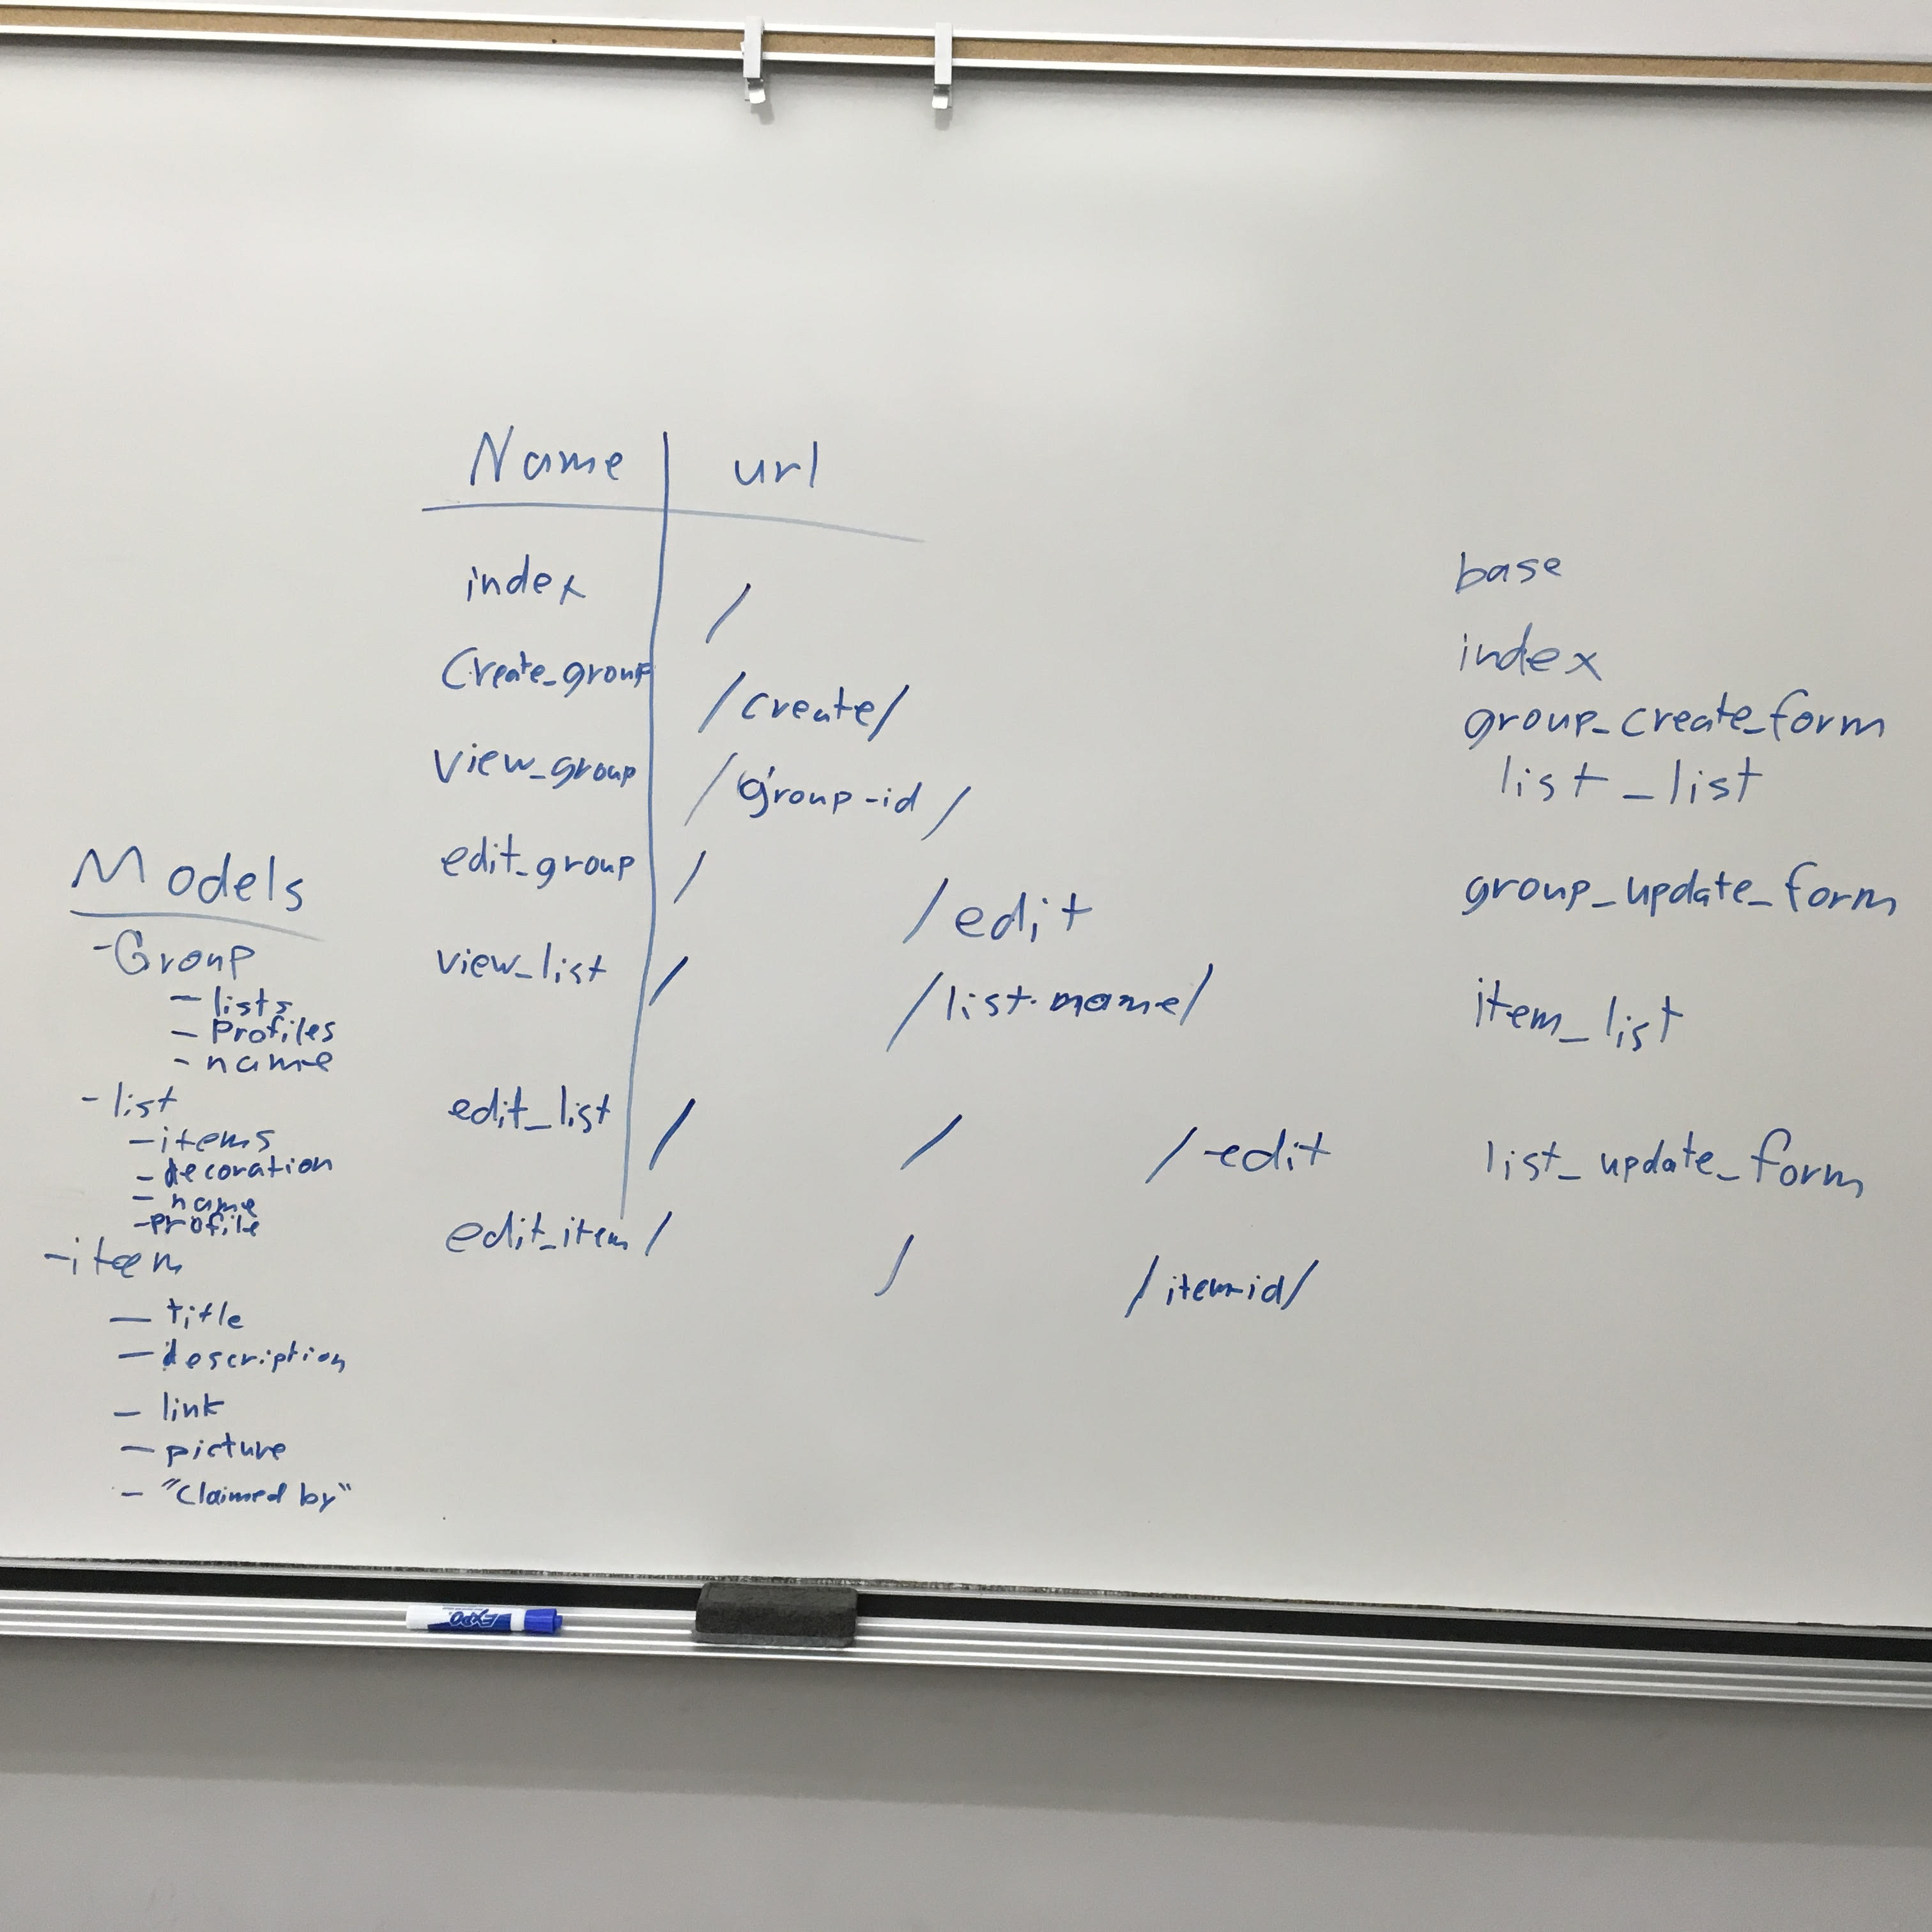 Name | url
index /
Create_group /create/
view_group /group-id/
edit_group / /edit
view_list / /list-name/
edit_list / / /edit
edit_item / / /item-id/
Models
-Group
- lists
- Profiles
- name
- list
- items
- decoration
- name
- profile
- item
- title
- description
- link
- picture
- "Claimed by"
base
index
group_create_form
list_list
group_update_form
item_list
list_update_form
EXPO